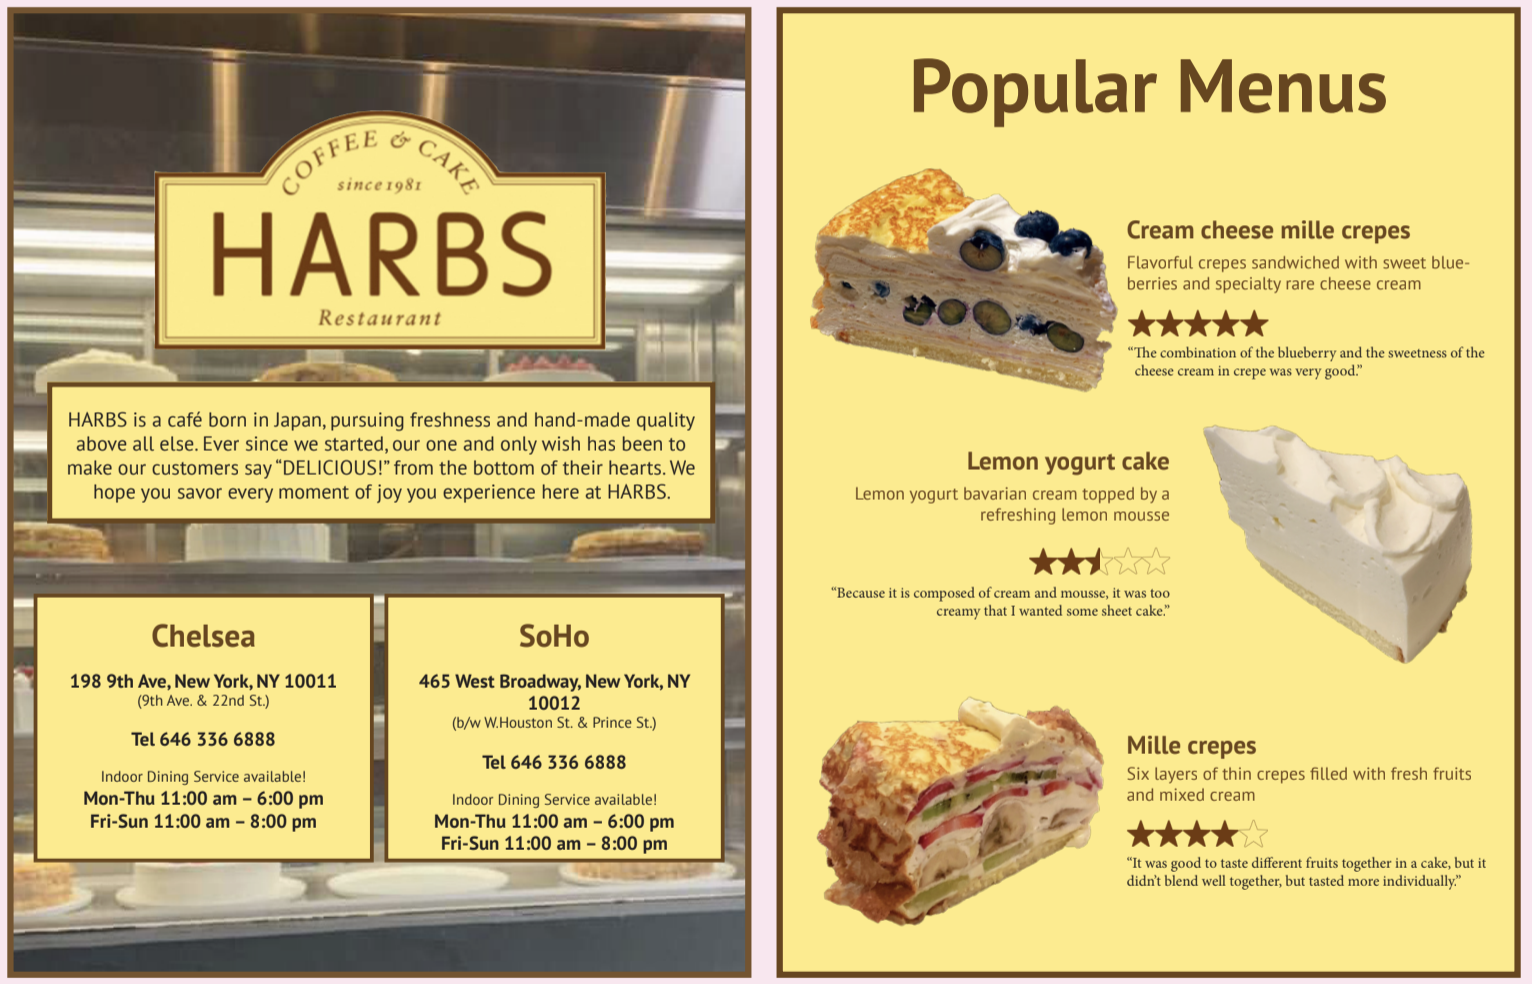 COFFEE & CAKE
since 1981
HARBS
Restaurant
HARBS is a café born in Japan, pursuing freshness and hand-made quality
above all else. Ever since we started, our one and only wish has been to
make our customers say “DELICIOUS!” from the bottom of their hearts. We
hope you savor every moment of joy you experience here at HARBS.
Chelsea
198 9th Ave, New York, NY 10011
(9th Ave. & 22nd St.)
Tel 646 336 6888
Indoor Dining Service available!
Mon-Thu 11:00 am – 6:00 pm
Fri-Sun 11:00 am – 8:00 pm
SoHo
465 West Broadway, New York, NY
10012
(b/w W.Houston St. & Prince St.)
Tel 646 336 6888
Indoor Dining Service available!
Mon-Thu 11:00 am – 6:00 pm
Fri-Sun 11:00 am – 8:00 pm
Popular Menus
Cream cheese mille crepes
Flavorful crepes sandwiched with sweet blue-
berries and specialty rare cheese cream
“The combination of the blueberry and the sweetness of the
cheese cream in crepe was very good.”
Lemon yogurt cake
Lemon yogurt bavarian cream topped by a
refreshing lemon mousse
“Because it is composed of cream and mousse, it was too
creamy that I wanted some sheet cake.”
Mille crepes
Six layers of thin crepes filled with fresh fruits
and mixed cream
“It was good to taste different fruits together in a cake, but it
didn’t blend well together, but tasted more individually.”